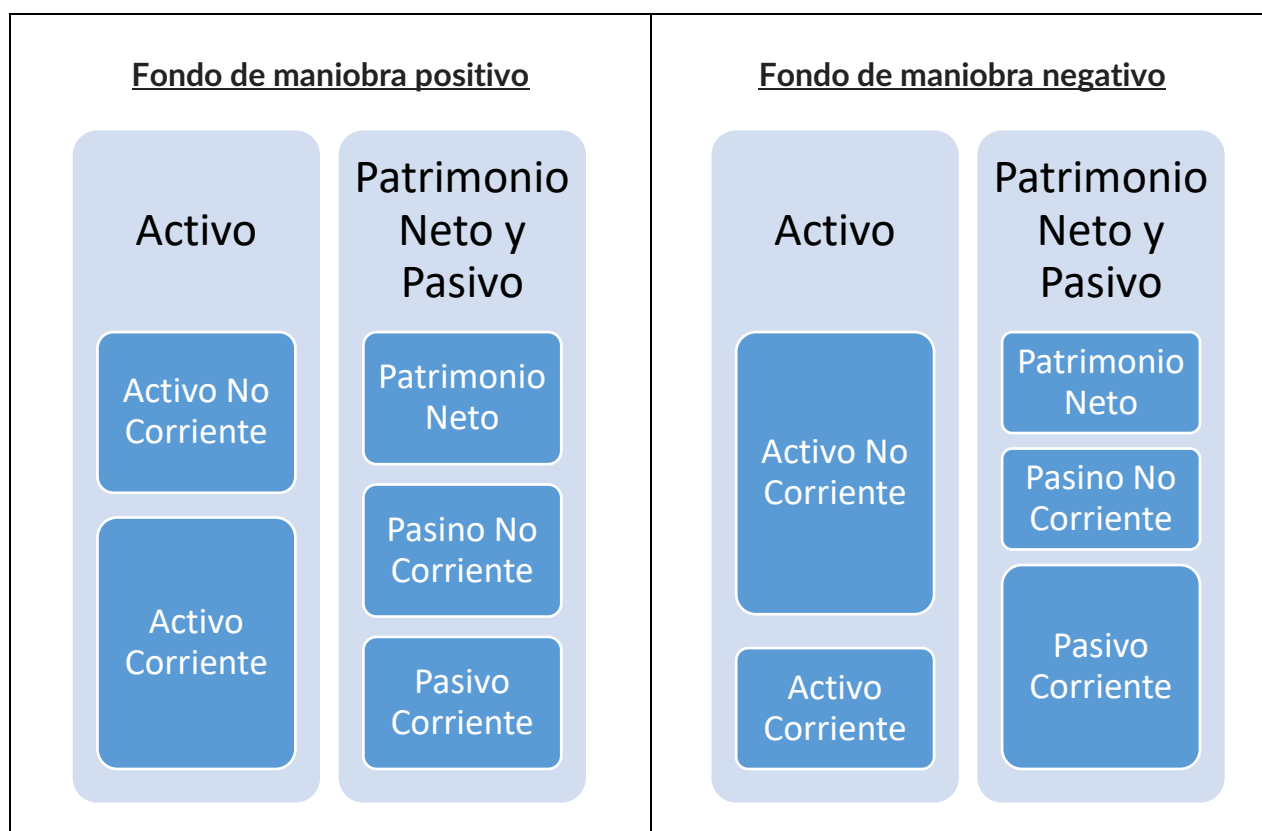 Fondo de maniobra positivo
Activo
Activo No
Corriente
Activo
Corriente
Patrimonio
Neto y
Pasivo
Patrimonio
Neto
Pasino No
Corriente
Pasivo
Corriente
Fondo de maniobra negativo
Activo
Activo No
Corriente
Activo
Corriente
Patrimonio
Neto y
Pasivo
Patrimonio
Neto
Pasino No
Corriente
Pasivo
Corriente